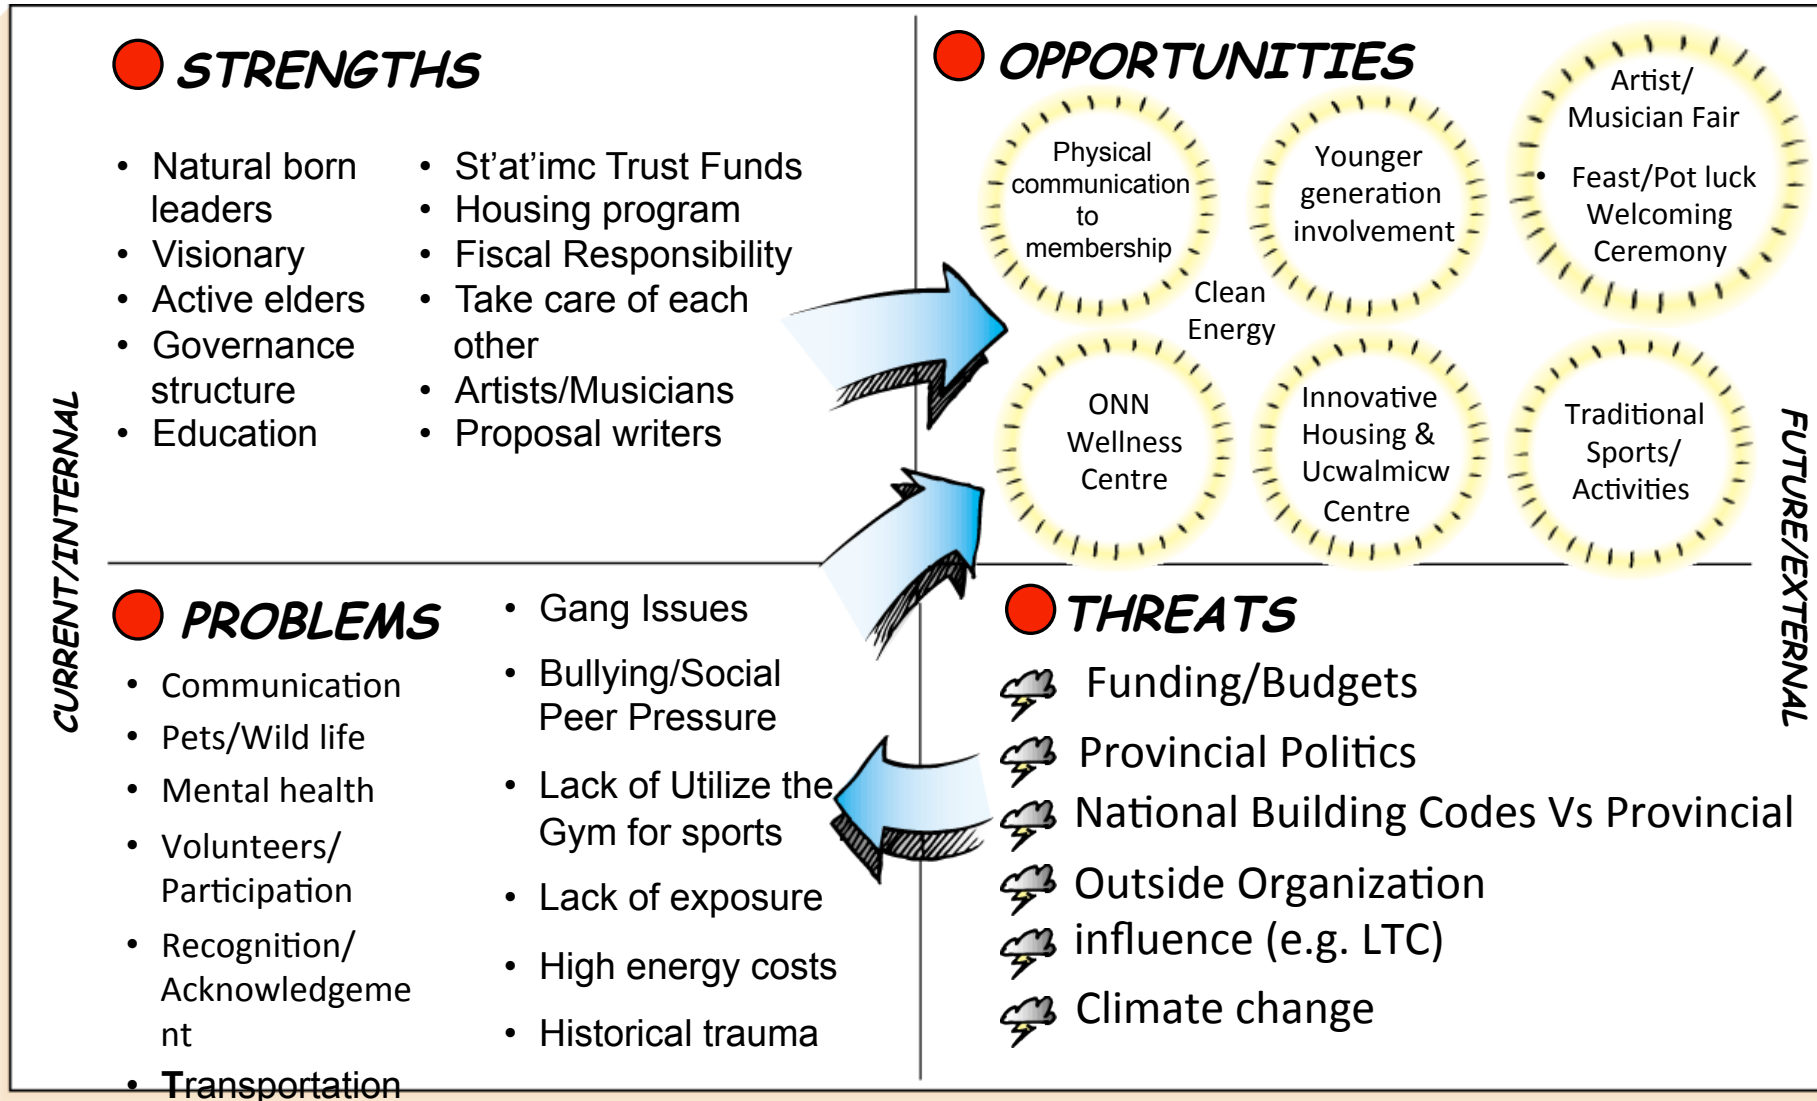 STRENGTHS
• Natural born
leaders
• Visionary
• Active elders
• Governance
structure
• Education
• St'at'imc Trust Funds
• Housing program
• Fiscal Responsibility
• Take care of each
other
• Artists/Musicians
• Proposal writers
OPPORTUNITIES
Physical
communication
to
membership
Younger
generation
involvement
Artist/
Musician Fair
• Feast/Pot luck
Welcoming
Ceremony
Clean
Energy
ONN
Wellness
Centre
Innovative
Housing &
Ucwalmicw
Centre
Traditional
Sports/
Activities
CURRENT/INTERNAL
FUTURE/EXTERNAL
PROBLEMS
• Communication
• Pets/Wild life
• Mental health
• Volunteers/
Participation
• Recognition/
Acknowledgeme
nt
• Transportation
• Gang Issues
• Bullying/Social
Peer Pressure
• Lack of Utilize the
Gym for sports
• Lack of exposure
• High energy costs
• Historical trauma
THREATS
Funding/Budgets
Provincial Politics
National Building Codes Vs Provincial
Outside Organization
influence (e.g. LTC)
Climate change